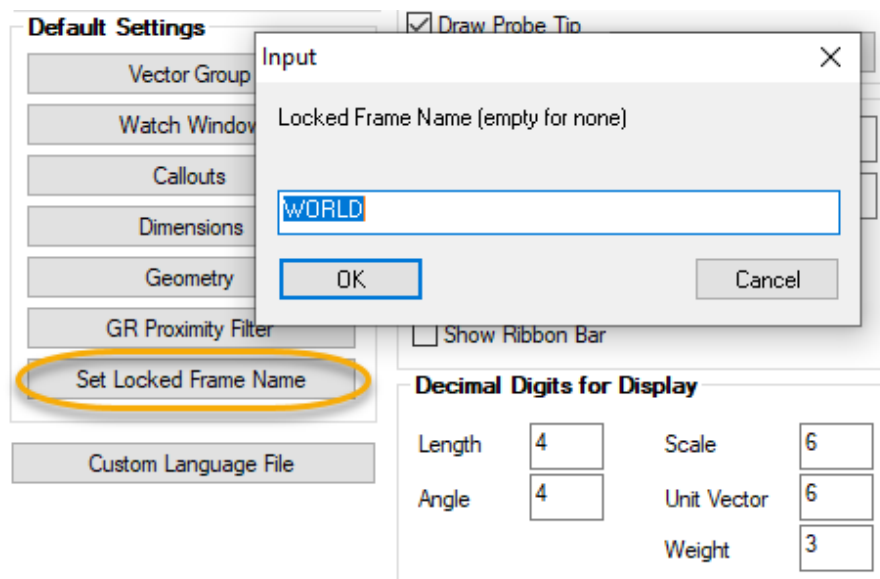 Default Settings
Vector Group
Watch Window
Callouts
Dimensions
Geometry
GR Proximity Filter
Set Locked Frame Name
Custom Language File
Draw Probe Tip
Input
Locked Frame Name (empty for none)
WORLD
OK
Cancel
Show Ribbon Bar
Decimal Digits for Display
Length 4 Scale 6
Angle 4 Unit Vector 6
Weight 3